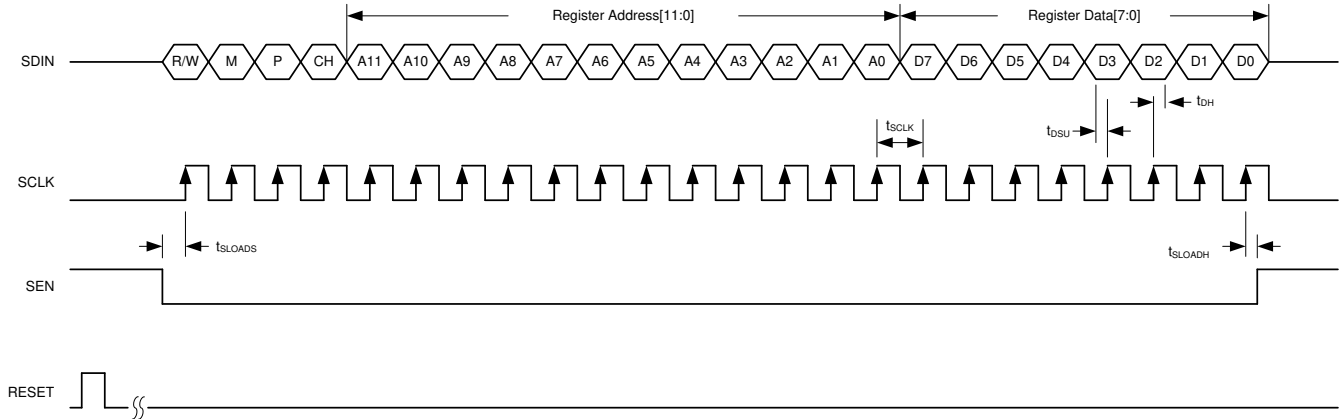 Register Address[11:0] Register Data[7:0]
SDIN R/W M P CH A11 A10 A9 A8 A7 A6 A5 A4 A3 A2 A1 A0 D7 D6 D5 D4 D3 D2 D1 D0
tDH
tSCLK
tDSU
SCLK
tSLOADS tSLOADH
SEN
RESET